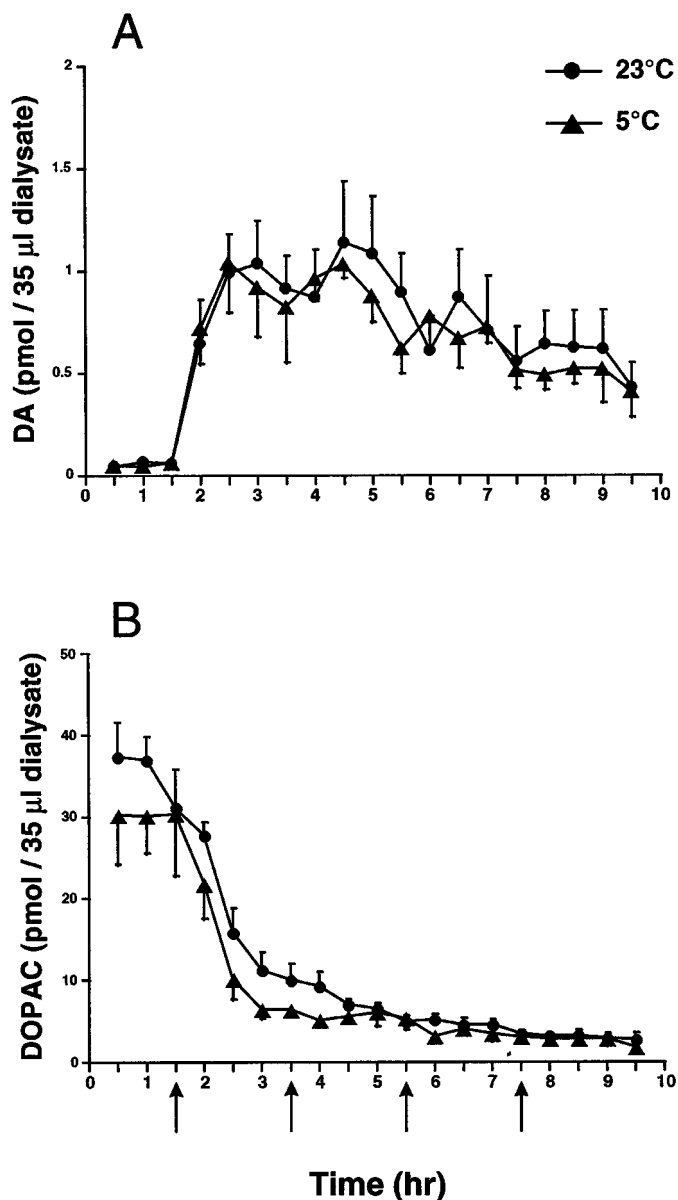 A
23°C
5°C
DA (pmol / 35 µl dialysate)
2
1.5
1
0.5
0
0 1 2 3 4 5 6 7 8 9 10
B
DOPAC (pmol / 35 µl dialysate)
50
40
30
20
10
0
0 1 2 3 4 5 6 7 8 9 10
Time (hr)